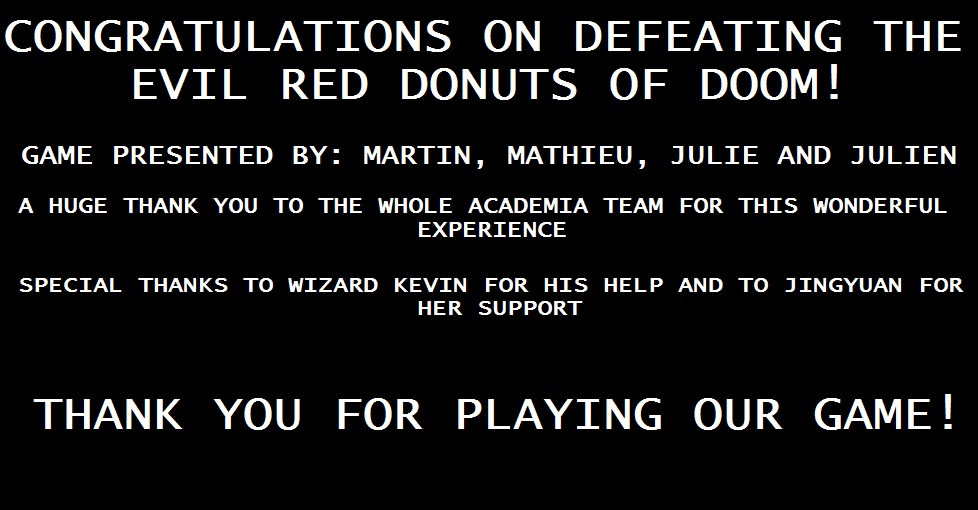 CONGRATULATIONS ON DEFEATING THE
EVIL RED DONUTS OF DOOM!
GAME PRESENTED BY: MARTIN, MATHIEU, JULIE AND JULIEN
A HUGE THANK YOU TO THE WHOLE ACADEMIA TEAM FOR THIS WONDERFUL
EXPERIENCE
SPECIAL THANKS TO WIZARD KEVIN FOR HIS HELP AND TO JINGYUAN FOR
HER SUPPORT
THANK YOU FOR PLAYING OUR GAME!